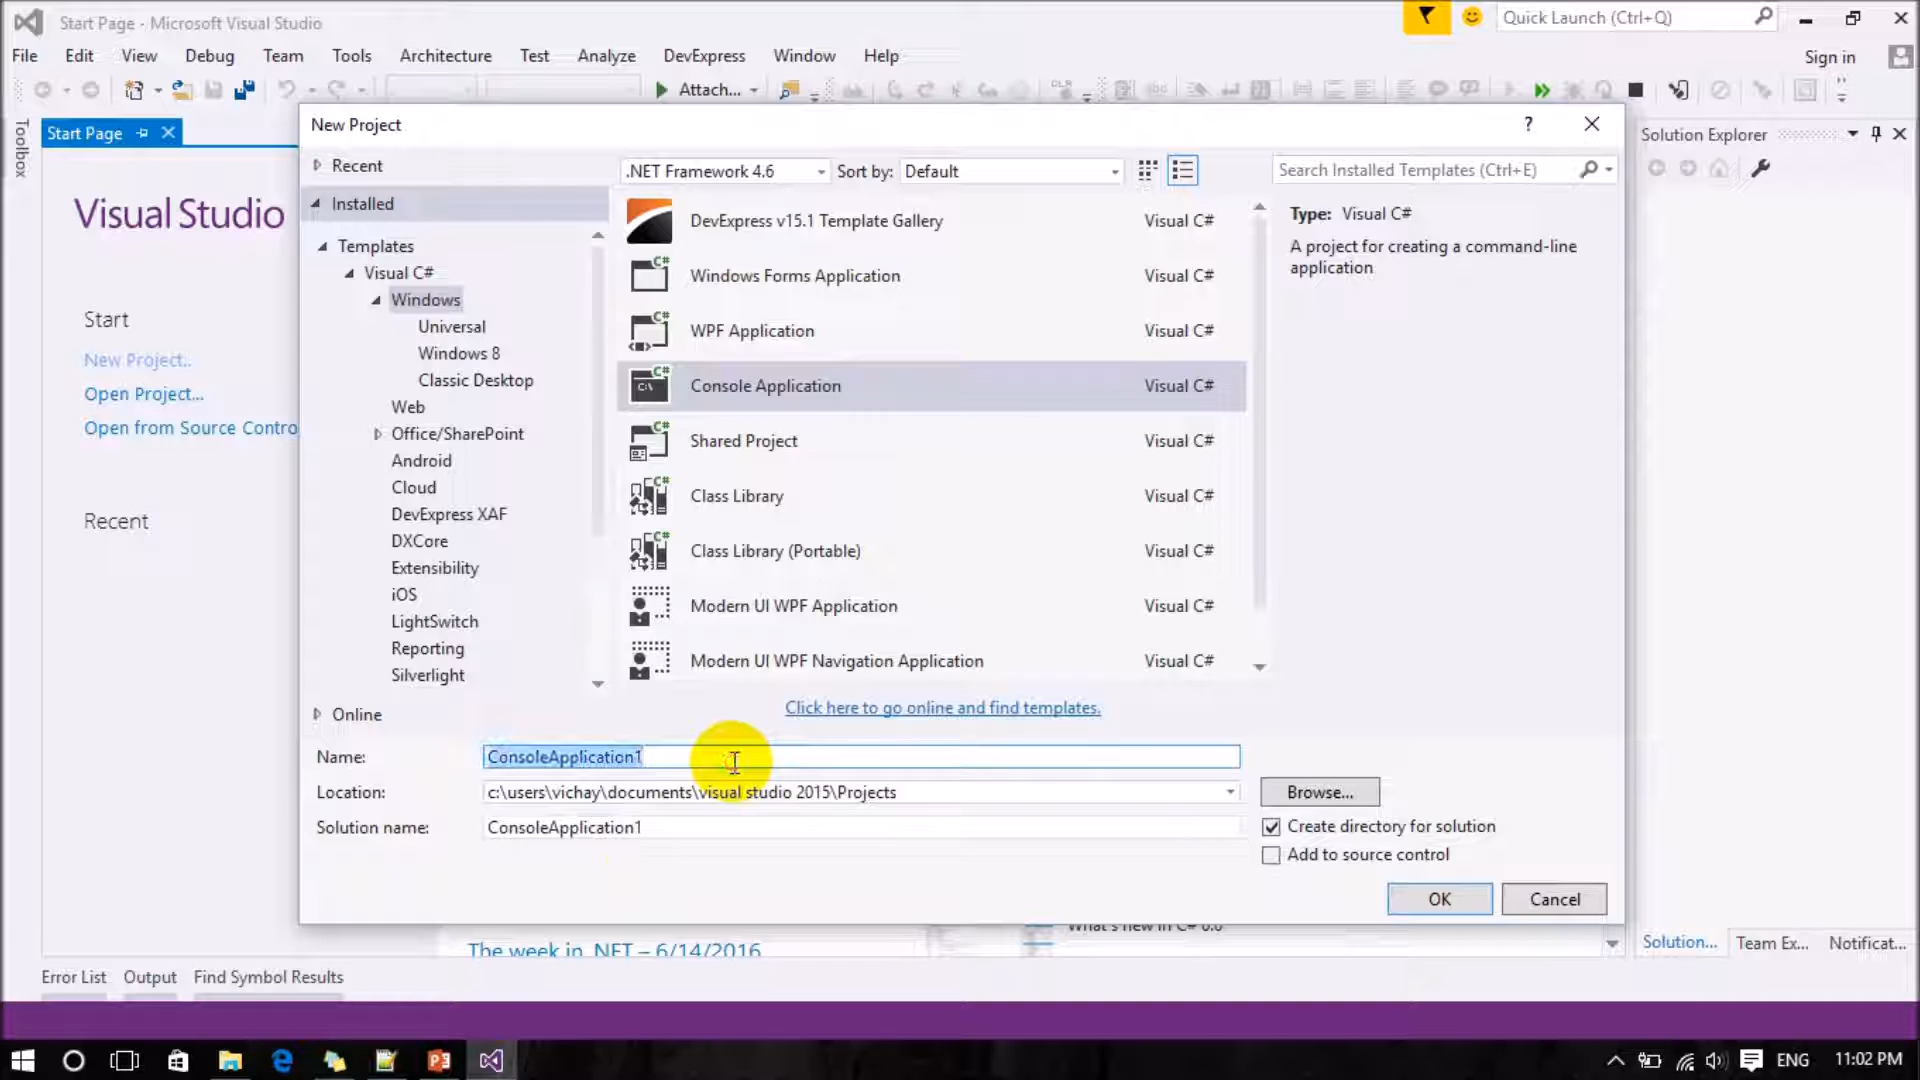 Start Page - Microsoft Visual Studio
Quick Launch (Ctrl+Q)
File Edit View Debug Team Tools Architecture Test Analyze DevExpress Window Help
Sign in
Attach...
Toolbox
Start Page
Solution Explorer
Visual Studio
Start
New Project..
Open Project...
Open from Source Contro
Recent
New Project
?
Recent
.NET Framework 4.6
Sort by: Default
Search Installed Templates (Ctrl+E)
Installed
Templates
Visual C#
Windows
Universal
Windows 8
Classic Desktop
Web
Office/SharePoint
Android
Cloud
DevExpress XAF
DXCore
Extensibility
iOS
LightSwitch
Reporting
Silverlight
Online
DevExpress v15.1 Template Gallery Visual C#
Windows Forms Application Visual C#
WPF Application Visual C#
Console Application Visual C#
Shared Project Visual C#
Class Library Visual C#
Class Library (Portable) Visual C#
Modern UI WPF Application Visual C#
Modern UI WPF Navigation Application Visual C#
Type: Visual C#
A project for creating a command-line
application
Click here to go online and find templates.
Name: ConsoleApplication1
Location: c:\users\vichay\documents\visual studio 2015\Projects
Browse...
Solution name: ConsoleApplication1
Create directory for solution
Add to source control
OK
Cancel
The week in .NET – 6/14/2016
What's new in C# 6.0
Solution... Team Ex... Notificat...
Error List Output Find Symbol Results
ENG
11:02 PM